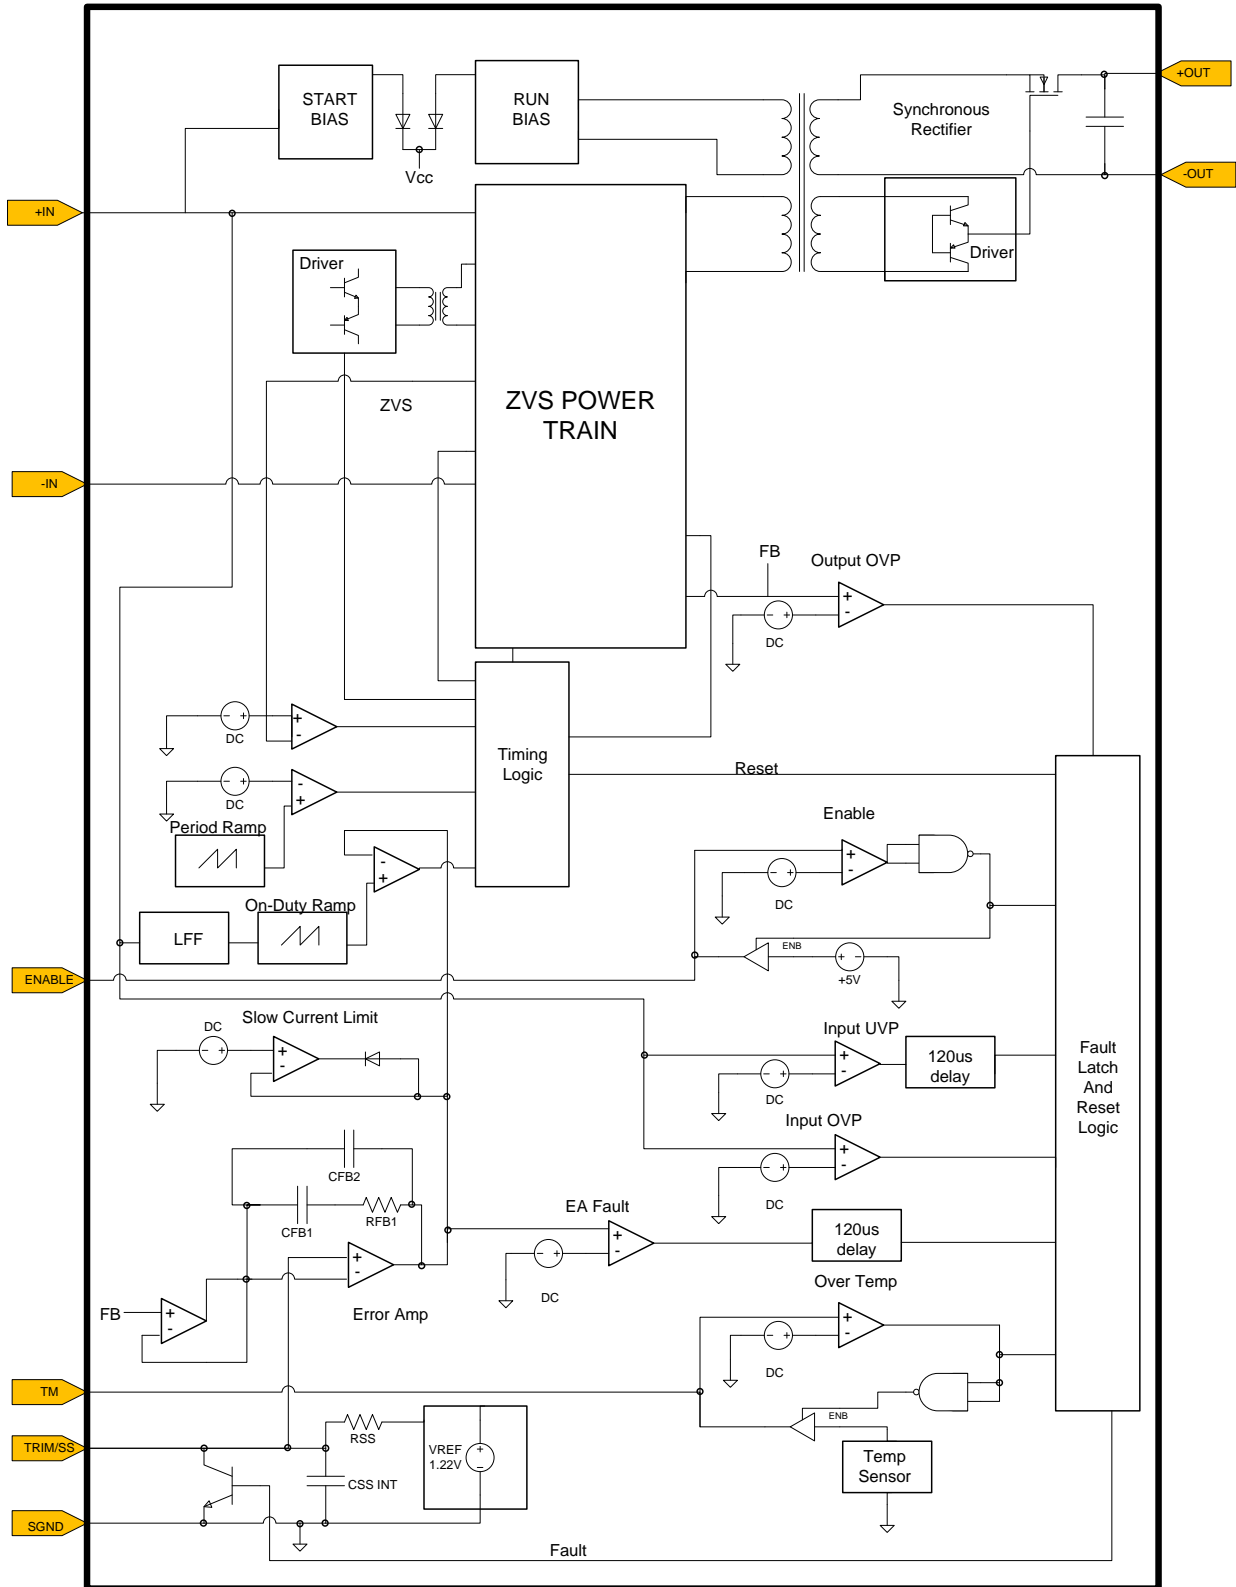 START
BIAS
RUN
BIAS
Vcc
Synchronous
Rectifier
+OUT
-OUT
+IN
Driver
Driver
ZVS
ZVS POWER
TRAIN
-IN
FB
Output OVP
- +
DC
+
-
- +
DC
+
-
Timing
Logic
Reset
- +
DC
-
+
Period Ramp
-
+
Enable
+
-
- +
DC
On-Duty Ramp
LFF
ENB
+ -
+5V
ENABLE
Slow Current Limit
DC
- +
+
-
Input UVP
+
-
- +
DC
120us
delay
Fault
Latch
And
Reset
Logic
Input OVP
+
-
- +
DC
CFB2
CFB1
RFB1
EA Fault
+
-
- +
DC
120us
delay
+
-
Error Amp
FB
+
-
Over Temp
+
-
- +
DC
TM
ENB
TRIM/SS
RSS
VREF
1.22V
+
-
CSS INT
Temp
Sensor
SGND
Fault